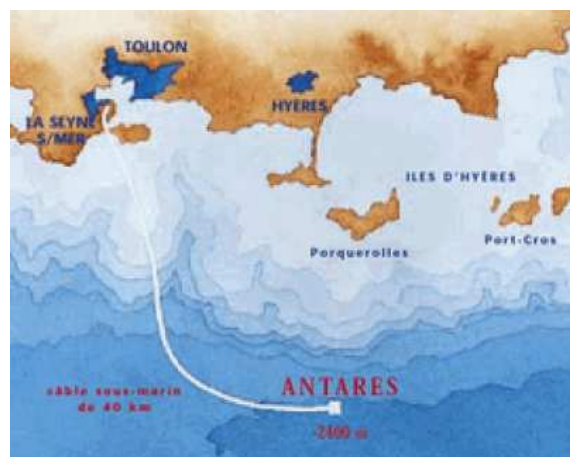 TOULON
HYÈRES
LA SEYNE
S/MER
ILES D'HYÈRES
Porquerolles
Port-Cros
câble sous-marin
de 40 km
ANTARES
-2400 m